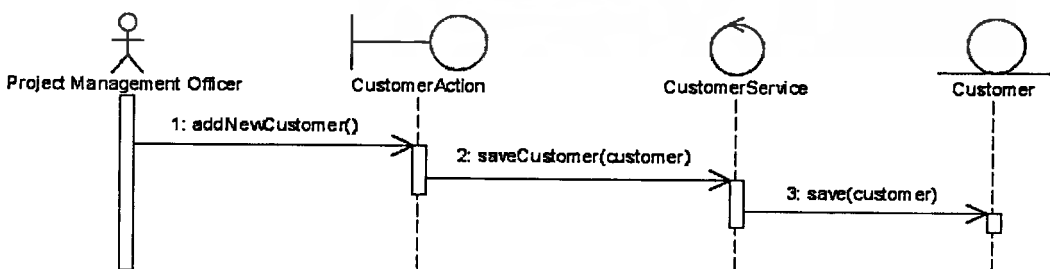 Project Management Officer
CustomerAction
CustomerService
Customer
1: addNewCustomer()
2: saveCustomer(customer)
3: save(customer)